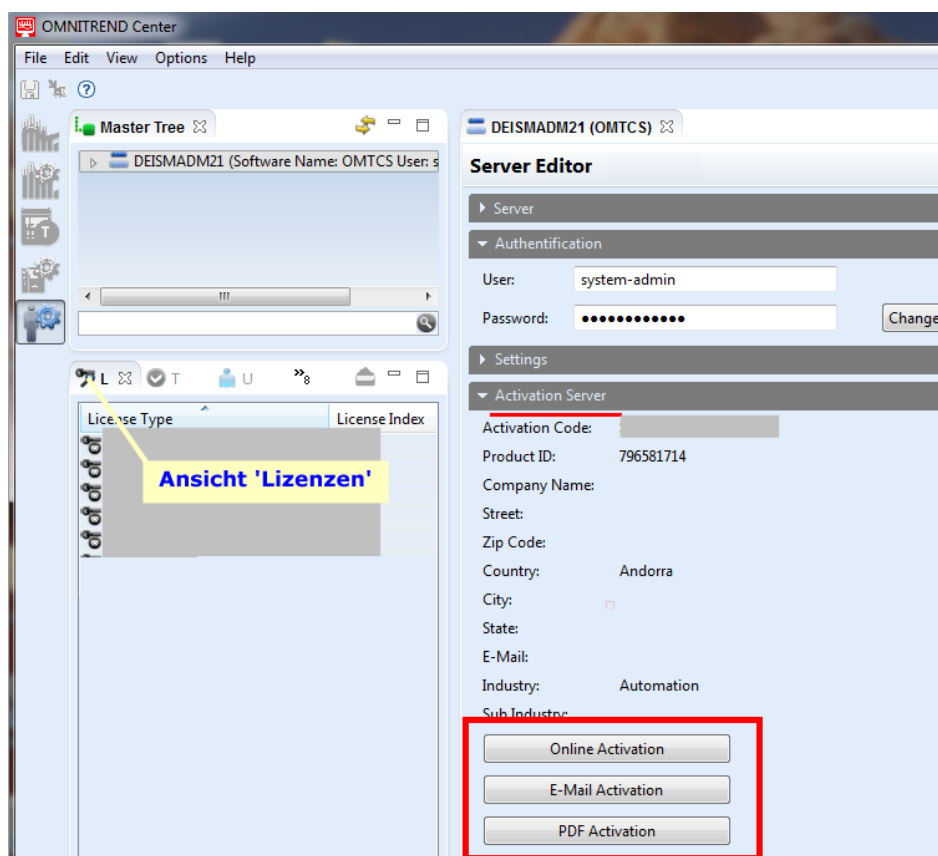 OMNITREND Center
File Edit View Options Help
Master Tree
DEISMADM21 (Software Name: OMTCS User: s
L T U »8
License Type License Index
Ansicht 'Lizenzen'
DEISMADM21 (OMTCS)
Server Editor
Server
Authentification
User: system-admin
Password: ●●●●●●●●●●●● Change
Settings
Activation Server
Activation Code:
Product ID: 796581714
Company Name:
Street:
Zip Code:
Country: Andorra
City:
State:
E-Mail:
Industry: Automation
Sub Industry:
Online Activation
E-Mail Activation
PDF Activation